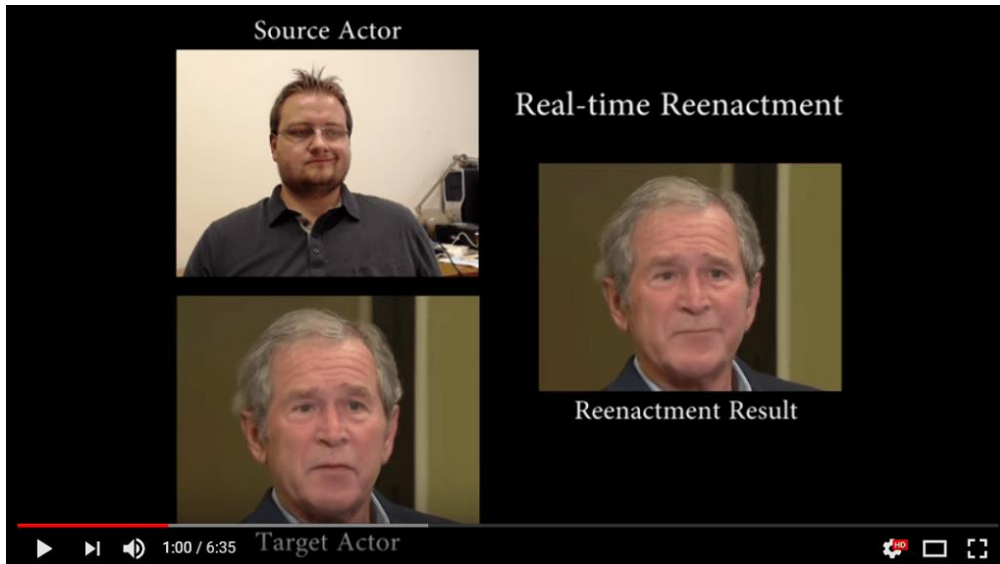 Source Actor
Real-time Reenactment
Reenactment Result
Target Actor
1:00 / 6:35
HD